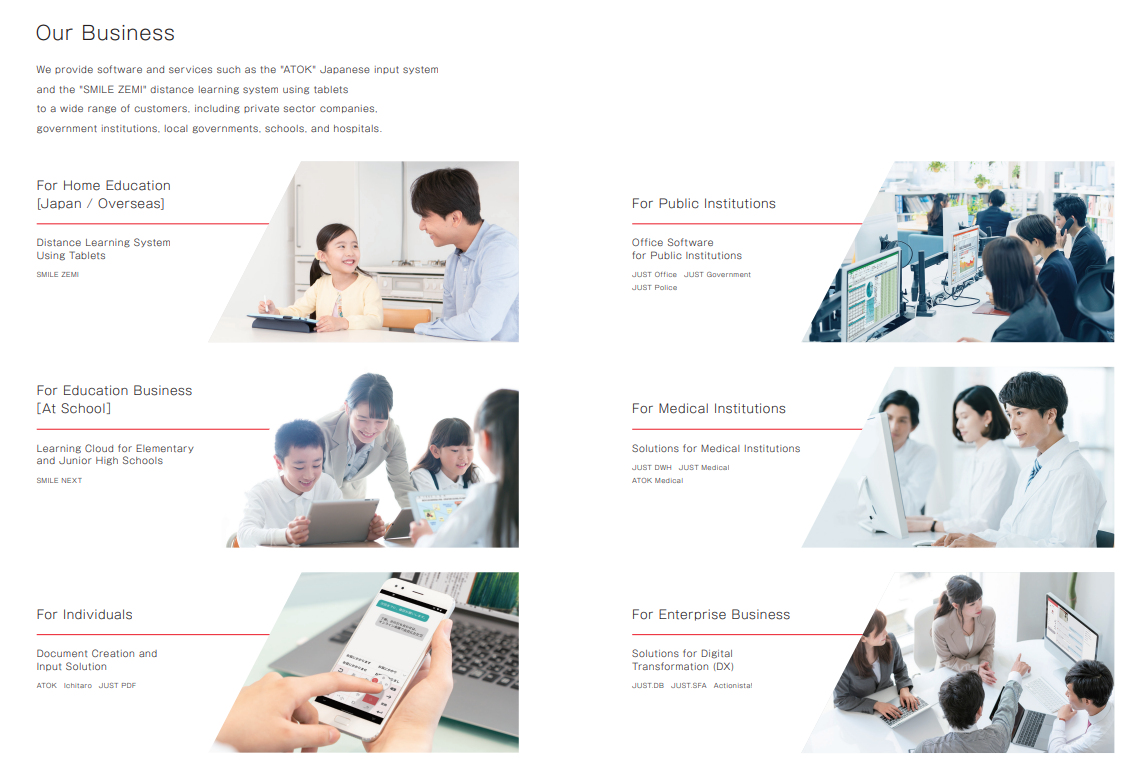 Our Business
We provide software and services such as the "ATOK" Japanese input system
and the "SMILE ZEMI" distance learning system using tablets
to a wide range of customers, including private sector companies,
government institutions, local governments, schools, and hospitals.
For Home Education
[Japan / Overseas]
Distance Learning System
Using Tablets
SMILE ZEMI
For Education Business
[At School]
Learning Cloud for Elementary
and Junior High Schools
SMILE NEXT
For Individuals
Document Creation and
Input Solution
ATOK Ichitaro JUST PDF
For Public Institutions
Office Software
for Public Institutions
JUST Office JUST Government
JUST Police
For Medical Institutions
Solutions for Medical Institutions
JUST DWH JUST Medical
ATOK Medical
For Enterprise Business
Solutions for Digital
Transformation (DX)
JUST.DB JUST.SFA Actionista!